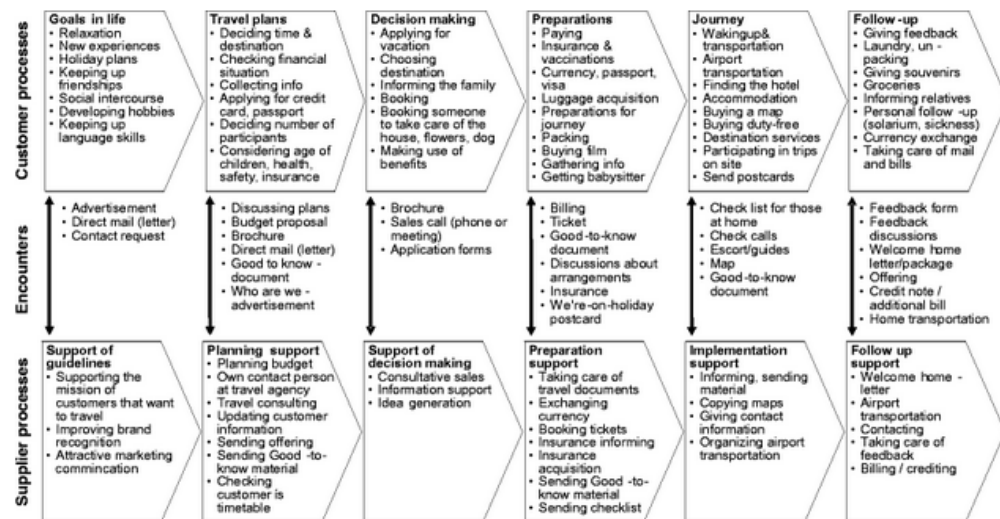 Customer processes
Goals in life
• Relaxation
• New experiences
• Holiday plans
• Keeping up
friendships
• Social intercourse
• Developing hobbies
• Keeping up
language skills
Travel plans
• Deciding time &
destination
• Checking financial
situation
• Collecting info
• Applying for credit
card, passport
• Deciding number of
participants
• Considering age of
children, health,
safety, insurance
Decision making
• Applying for
vacation
• Choosing
destination
• Informing the family
• Booking
• Booking someone
to take care of the
house, flowers, dog
• Making use of
benefits
Preparations
• Paying
• Insurance &
vaccinations
• Currency, passport,
visa
• Luggage acquisition
• Preparations for
journey
• Packing
• Buying film
• Gathering info
• Getting babysitter
Journey
• Wakingup&
transportation
• Airport
transportation
• Finding the hotel
• Accommodation
• Buying a map
• Buying duty-free
• Destination services
• Participating in trips
on site
• Send postcards
Follow -up
• Giving feedback
• Laundry, un -
packing
• Giving souvenirs
• Groceries
• Informing relatives
• Personal follow -up
(solarium, sickness)
• Currency exchange
• Taking care of mail
and bills
Encounters
• Advertisement
• Direct mail (letter)
• Contact request
• Discussing plans
• Budget proposal
• Brochure
• Direct mail (letter)
• Good to know -
document
• Who are we -
advertisement
• Brochure
• Sales call (phone or
meeting)
• Application forms
• Billing
• Ticket
• Good-to-know
document
• Discussions about
arrangements
• Insurance
• We're-on-holiday
postcard
• Check list for those
at home
• Check calls
• Escort/guides
• Map
• Good-to-know
document
• Feedback form
• Feedback
discussions
• Welcome home
letter/package
• Offering
• Credit note /
additional bill
• Home transportation
Supplier processes
Support of
guidelines
• Supporting the
mission of
customers that want
to travel
• Improving brand
recognition
• Attractive marketing
commincation
Planning support
• Planning budget
• Own contact person
at travel agency
• Travel consulting
• Updating customer
information
• Sending offering
• Sending Good -to-
know material
• Checking
customer is
timetable
Support of
decision making
• Consultative sales
• Information support
• Idea generation
Preparation
support
• Taking care of
travel documents
• Exchanging
currency
• Booking tickets
• Insurance informing
• Insurance
acquisition
• Sending Good -to-
know material
• Sending checklist
Implementation
support
• Informing, sending
material
• Copying maps
• Giving contact
information
• Organizing airport
transportation
Follow up
support
• Welcome home -
letter
• Airport
transportation
• Contacting
• Taking care of
feedback
• Billing / crediting